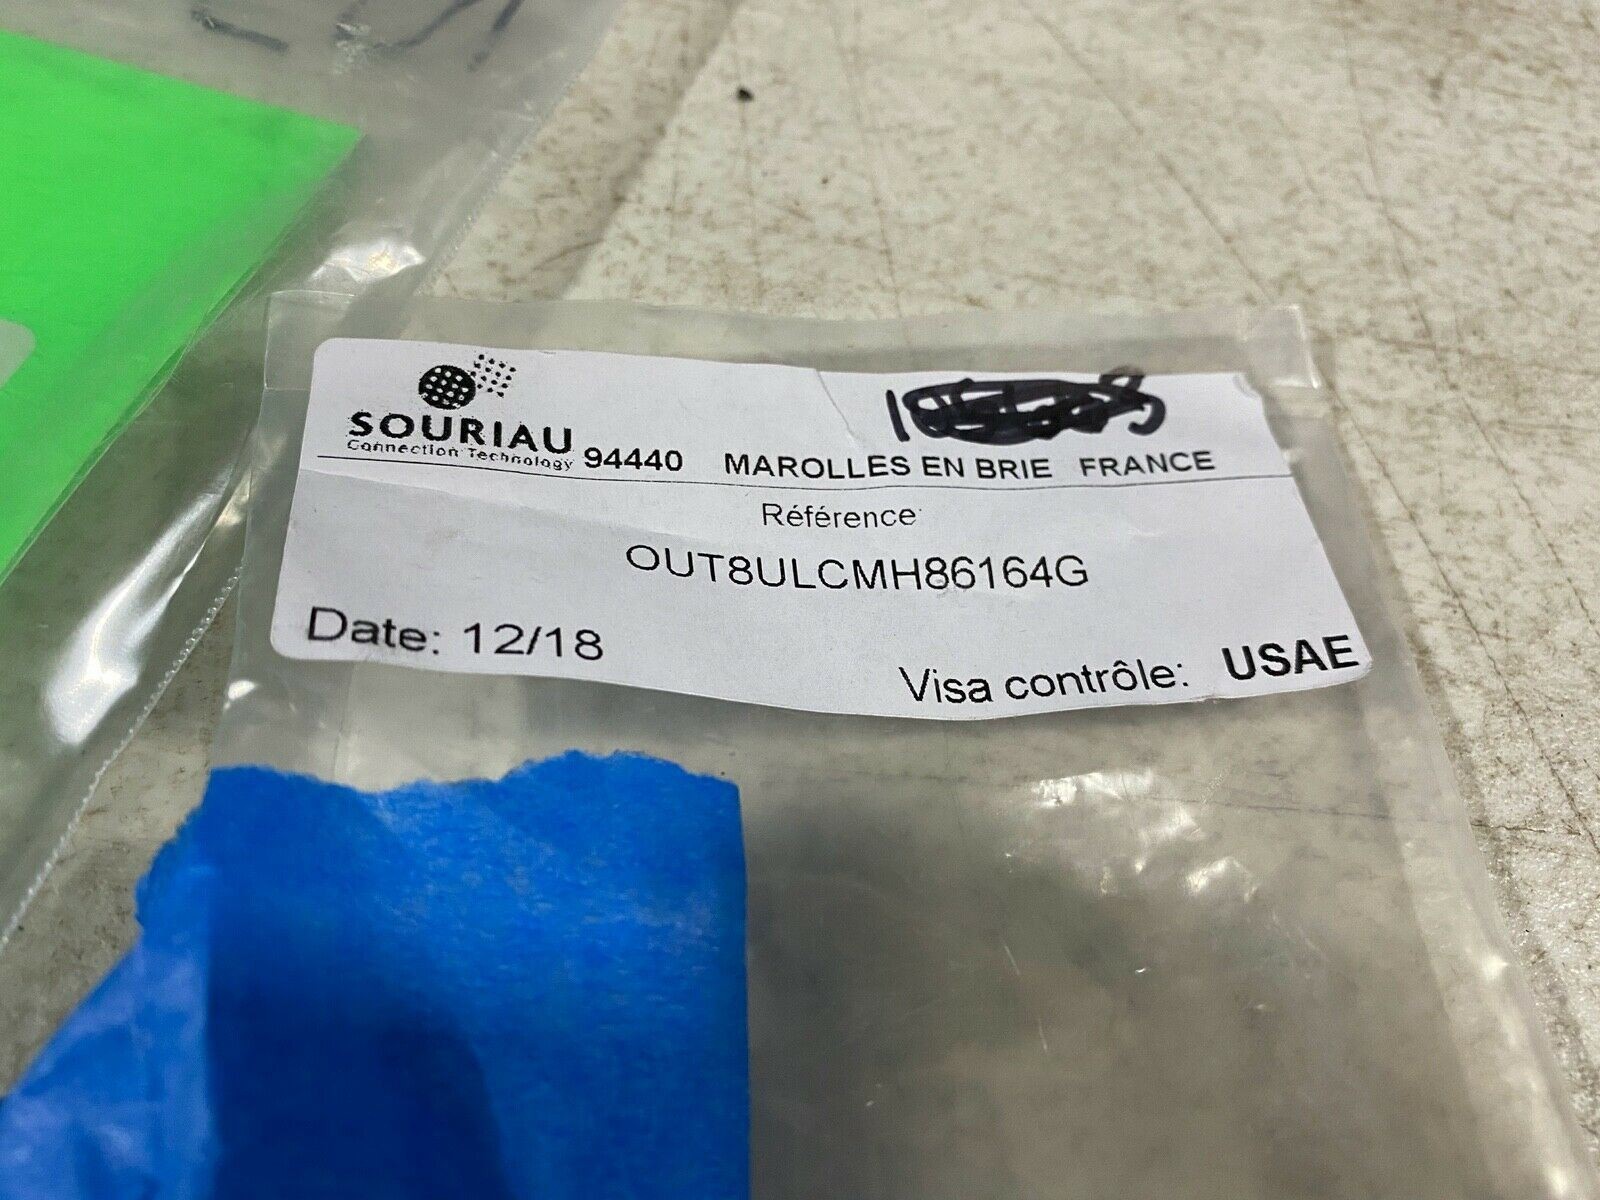 SOURIAU
Connection Technology
94440 MAROLLES EN BRIE FRANCE
Référence
OUT8ULCMH86164G
Date: 12/18
Visa contrôle: USAE